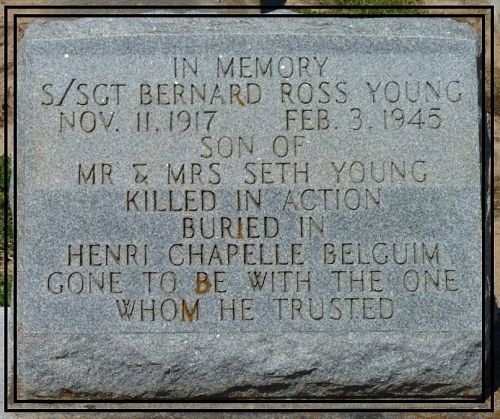 IN MEMORY
S/SGT BERNARD ROSS YOUNG
NOV. 11, 1917 FEB. 3, 1945
SON OF
MR & MRS SETH YOUNG
KILLED IN ACTION
BURIED IN
HENRI CHAPELLE BELGUIM
GONE TO BE WITH THE ONE
WHOM HE TRUSTED